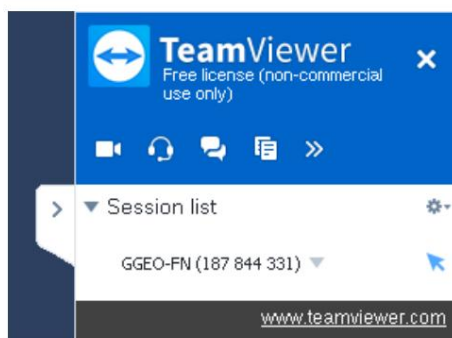 TeamViewer
Free license (non-commercial
use only)
Session list
GGEO-FN (187 844 331)
www.teamviewer.com